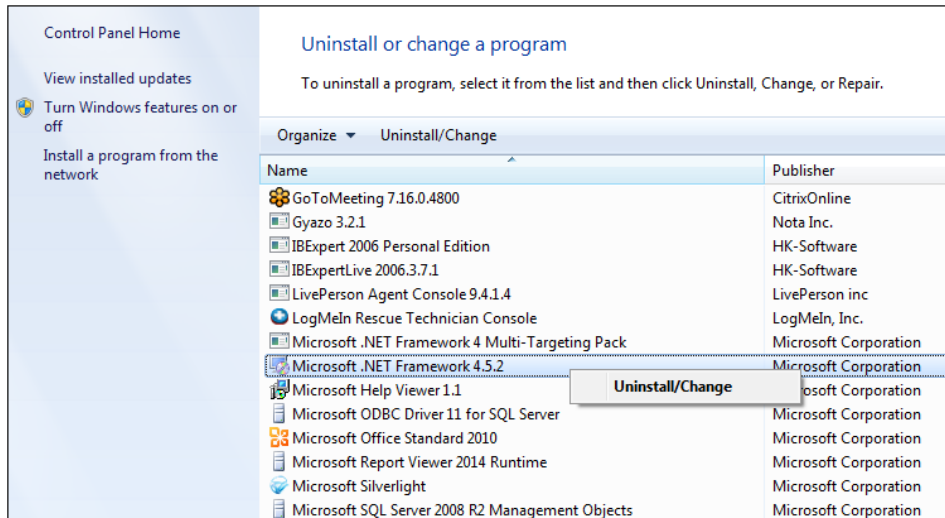 Control Panel Home
View installed updates
Turn Windows features on or
off
Install a program from the
network
Uninstall or change a program
To uninstall a program, select it from the list and then click Uninstall, Change, or Repair.
Organize Uninstall/Change
Name Publisher
GoToMeeting 7.16.0.4800 CitrixOnline
Gyazo 3.2.1 Nota Inc.
IBExpert 2006 Personal Edition HK-Software
IBExpertLive 2006.3.7.1 HK-Software
LivePerson Agent Console 9.4.1.4 LivePerson inc
LogMeIn Rescue Technician Console LogMeIn, Inc.
Microsoft .NET Framework 4 Multi-Targeting Pack Microsoft Corporation
Microsoft .NET Framework 4.5.2 Microsoft Corporation
Uninstall/Change
Microsoft Help Viewer 1.1 osoft Corporation
Microsoft ODBC Driver 11 for SQL Server Microsoft Corporation
Microsoft Office Standard 2010 Microsoft Corporation
Microsoft Report Viewer 2014 Runtime Microsoft Corporation
Microsoft Silverlight Microsoft Corporation
Microsoft SQL Server 2008 R2 Management Objects Microsoft Corporation